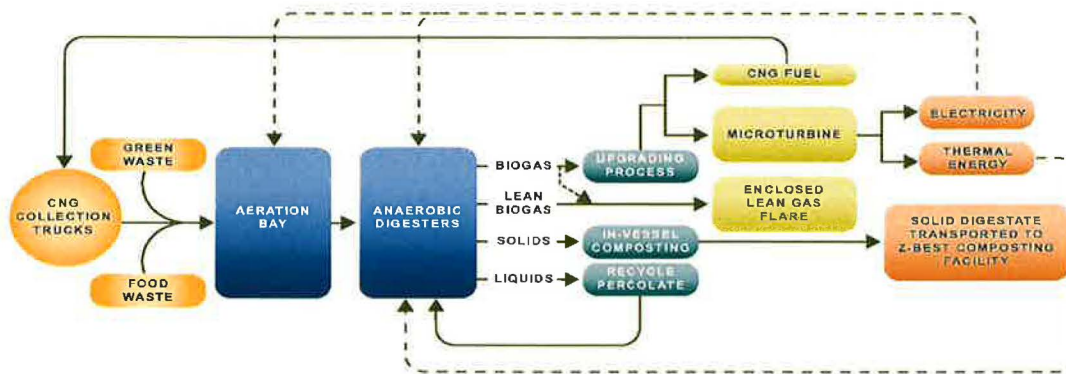 CNG FUEL
GREEN
WASTE
MICROTURBINE
ELECTRICITY
BIOGAS
UPGRADING
PROCESS
THERMAL
ENERGY
CNG
COLLECTION
TRUCKS
AERATION
BAY
ANAEROBIC
DIGESTERS
LEAN
BIOGAS
ENCLOSED
LEAN GAS
FLARE
SOLIDS
IN-VESSEL
COMPOSTING
SOLID DIGESTATE
TRANSPORTED TO
Z-BEST COMPOSTING
FACILITY
FOOD
WASTE
LIQUIDS
RECYCLE
PERCOLATE